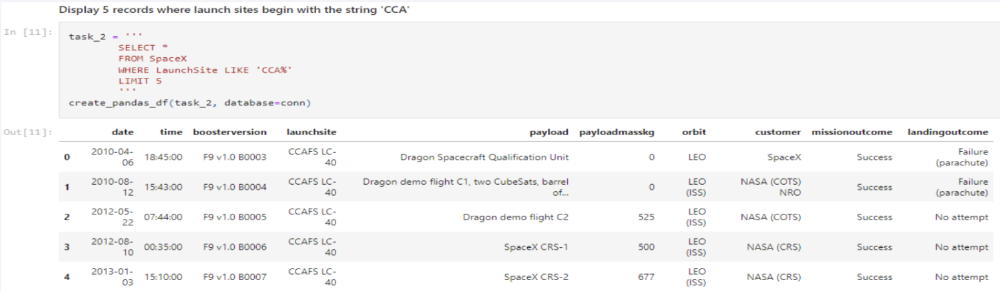 Display 5 records where launch sites begin with the string 'CCA'
In [11]:
task_2 = '''
SELECT *
FROM SpaceX
WHERE LaunchSite LIKE 'CCA%'
LIMIT 5
'''
create_pandas_df(task_2, database=conn)
Out[11]:
date time boosterversion launchsite payload payloadmasskg orbit customer missionoutcome landingoutcome
0 2010-04-06 18:45:00 F9 v1.0 B0003 CCAFS LC-40 Dragon Spacecraft Qualification Unit 0 LEO SpaceX Success Failure (parachute)
1 2010-08-12 15:43:00 F9 v1.0 B0004 CCAFS LC-40 Dragon demo flight C1, two CubeSats, barrel of... 0 LEO (ISS) NASA (COTS) NRO Success Failure (parachute)
2 2012-05-22 07:44:00 F9 v1.0 B0005 CCAFS LC-40 Dragon demo flight C2 525 LEO (ISS) NASA (COTS) Success No attempt
3 2012-08-10 00:35:00 F9 v1.0 B0006 CCAFS LC-40 SpaceX CRS-1 500 LEO (ISS) NASA (CRS) Success No attempt
4 2013-01-03 15:10:00 F9 v1.0 B0007 CCAFS LC-40 SpaceX CRS-2 677 LEO (ISS) NASA (CRS) Success No attempt